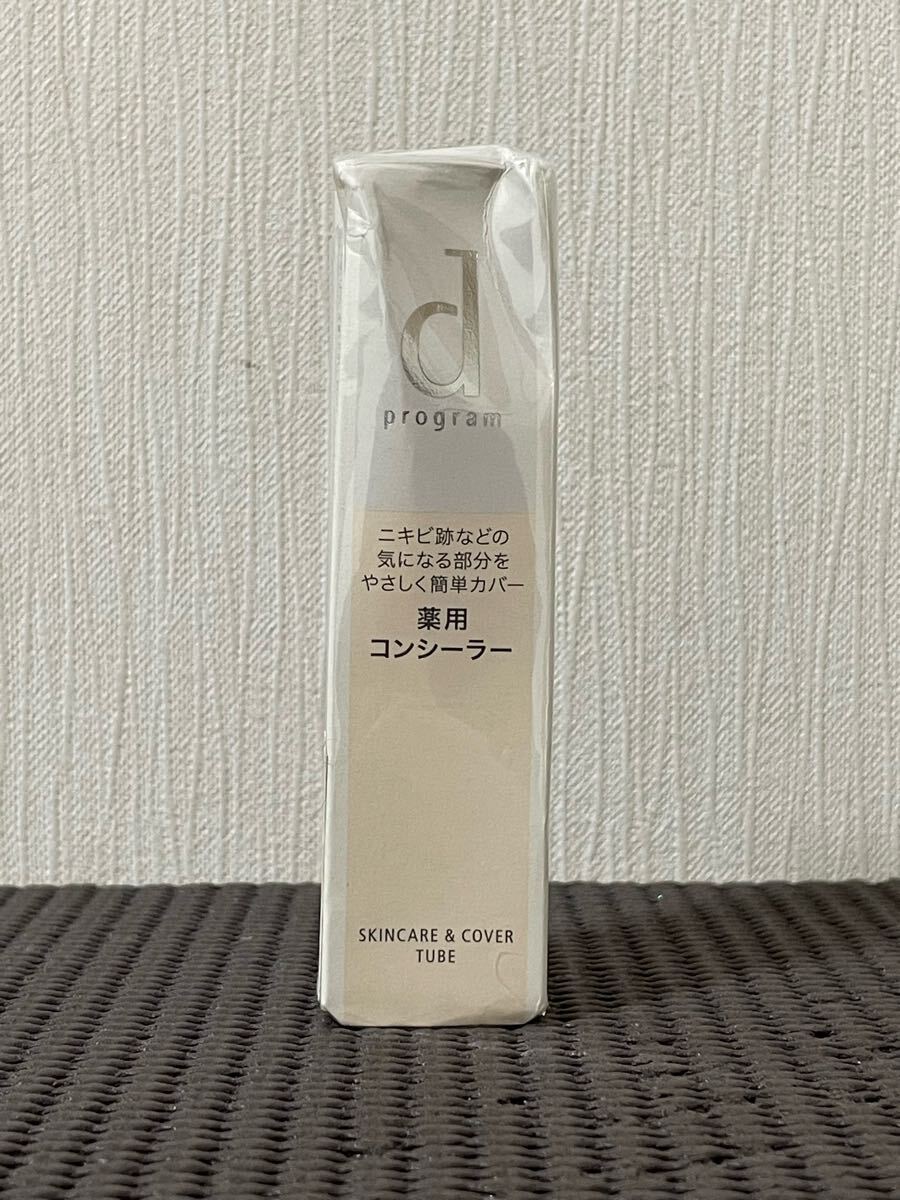 d
program
ニキビ跡などの
気になる部分を
やさしく簡単カバー
薬用
コンシーラー
SKINCARE & COVER
TUBE